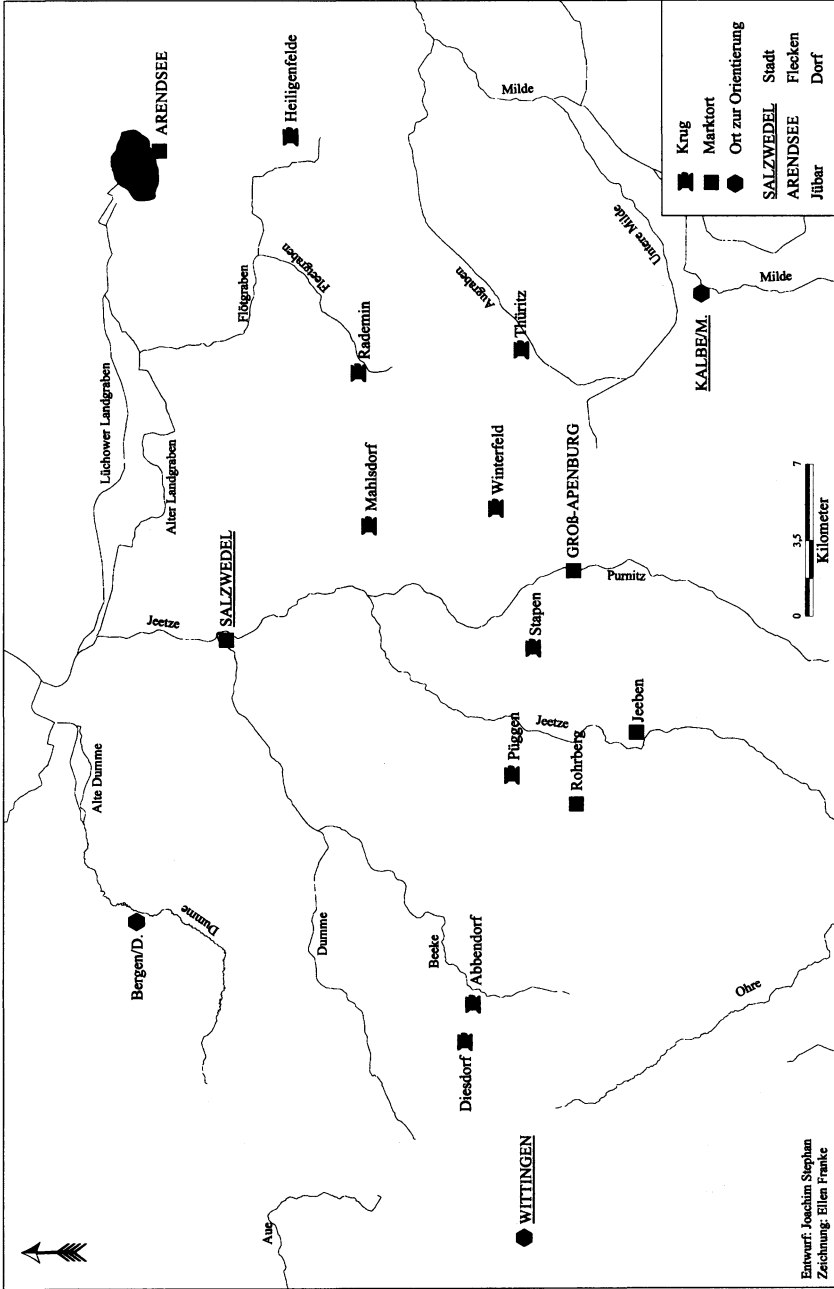 ARENDSEE
Heiligenfelde
Milde
Lüchower Landgraben
Alter Landgraben
Flötgraben
Fleetgraben
Rademin
Augraben
Thüritz
Untere Milde
KALBE/M.
Milde
SALZWEDEL
Jeetze
Mahlsdorf
Winterfeld
GROß-APENBURG
Purnitz
Stapen
Püggen
Jeetze
Rohrberg
Jeeben
Alte Dumme
Bergen/D.
Dumme
Dumme
Beeke
Abbendorf
Diesdorf
Ohre
WITTINGEN
Aue
0 3,5 7
Kilometer
Krug
Marktort
Ort zur Orientierung
SALZWEDEL Stadt
ARENDSEE Flecken
Jübar Dorf
Entwurf: Joachim Stephan
Zeichnung: Ellen Franke